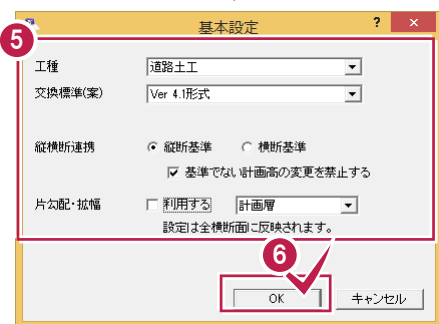 基本設定 ? ×
5
工種 道路土工
交換標準(案) Ver 4.1形式
縦横断連携 縦断基準 横断基準
基準でない計画高の変更を禁止する
片勾配・拡幅 利用する 計画層
設定は全横断面に反映されます。
6
OK キャンセル